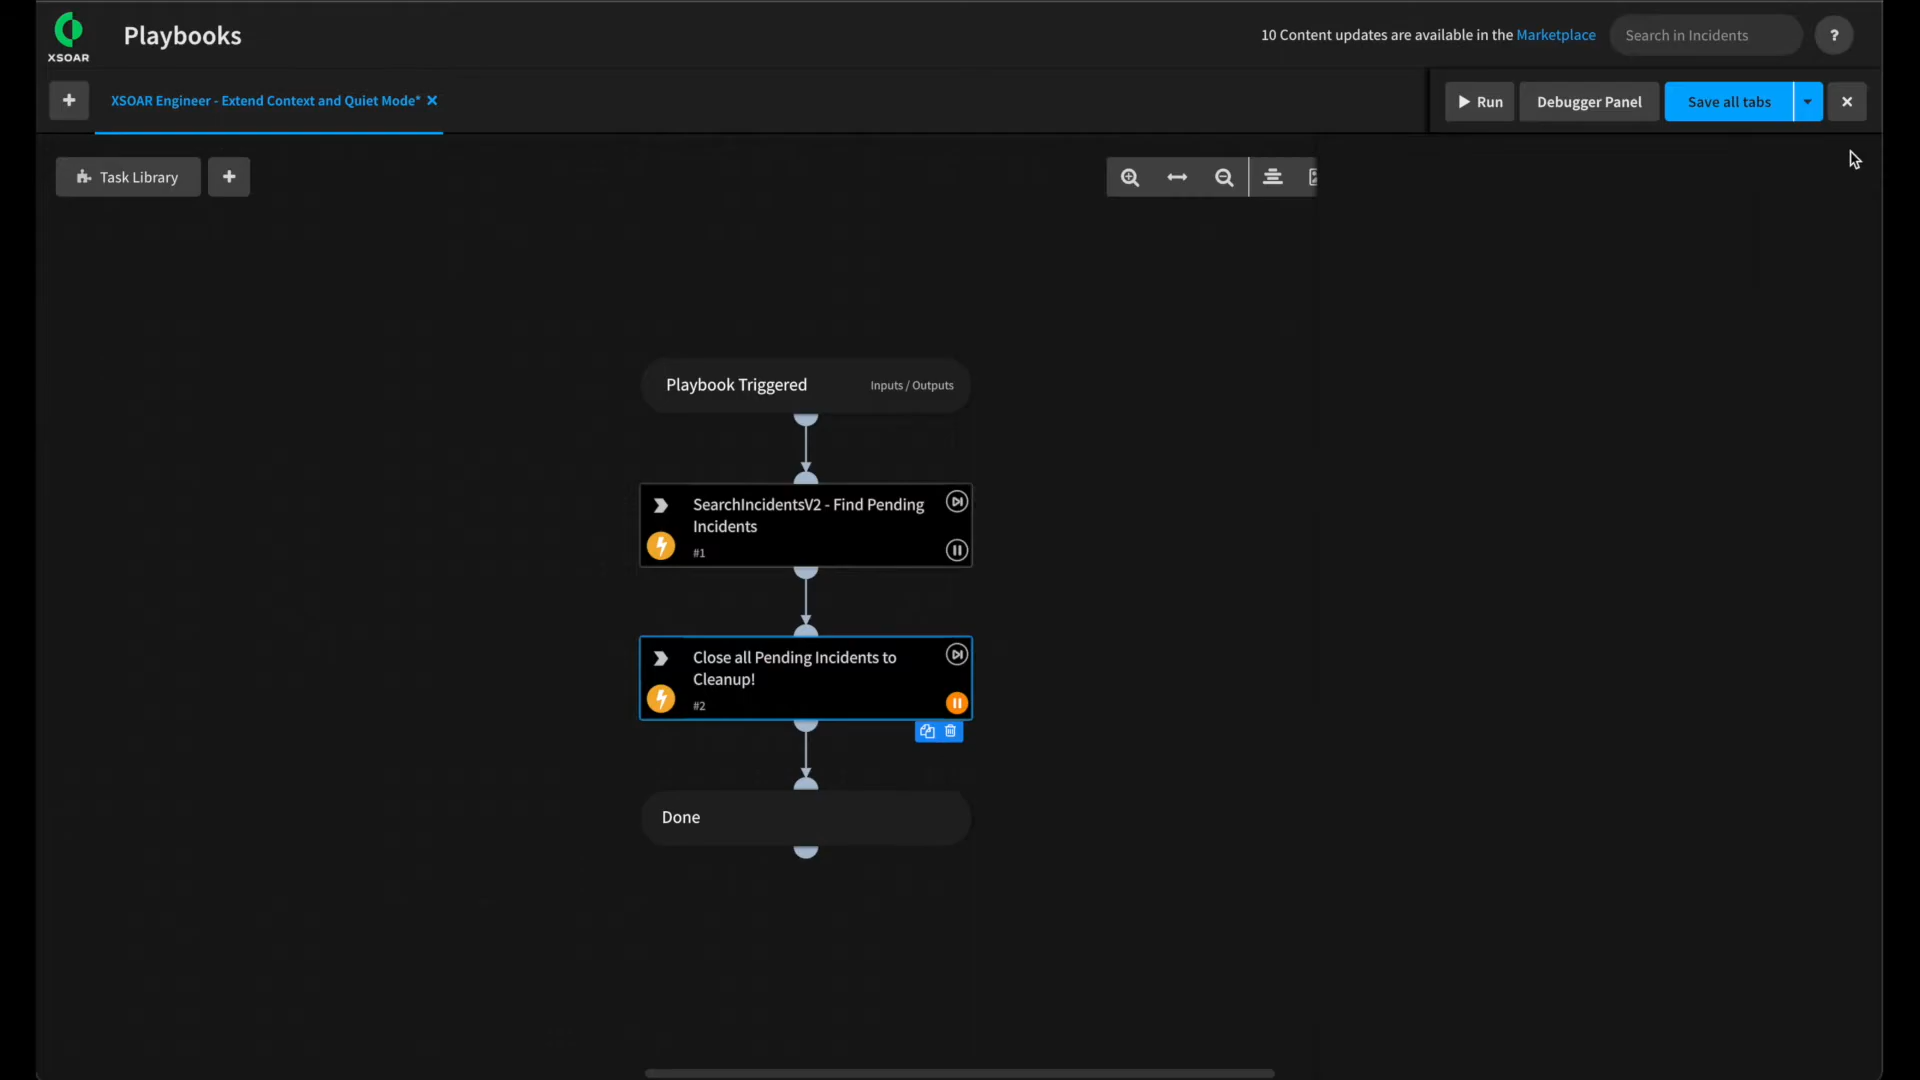 XSOAR
Playbooks
10 Content updates are available in the Marketplace
Search in Incidents
?
XSOAR Engineer - Extend Context and Quiet Mode*
Run
Debugger Panel
Save all tabs
Task Library
Playbook Triggered
Inputs / Outputs
SearchIncidentsV2 - Find Pending
Incidents
#1
Close all Pending Incidents to
Cleanup!
#2
Done